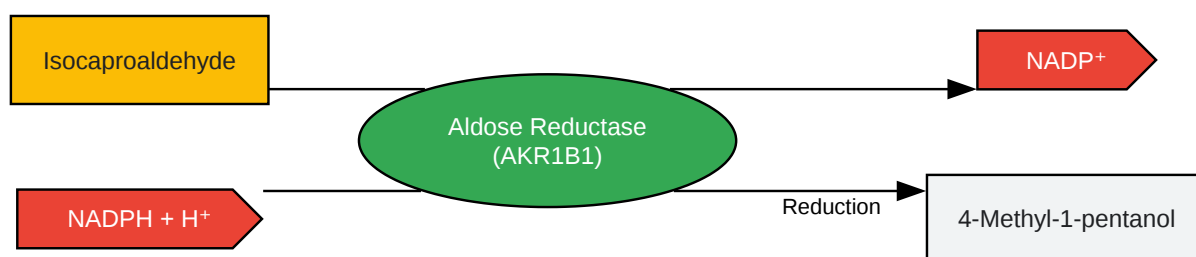 Isocaproaldehyde
NADP⁺
Aldose Reductase
(AKR1B1)
NADPH + H⁺
Reduction
4-Methyl-1-pentanol